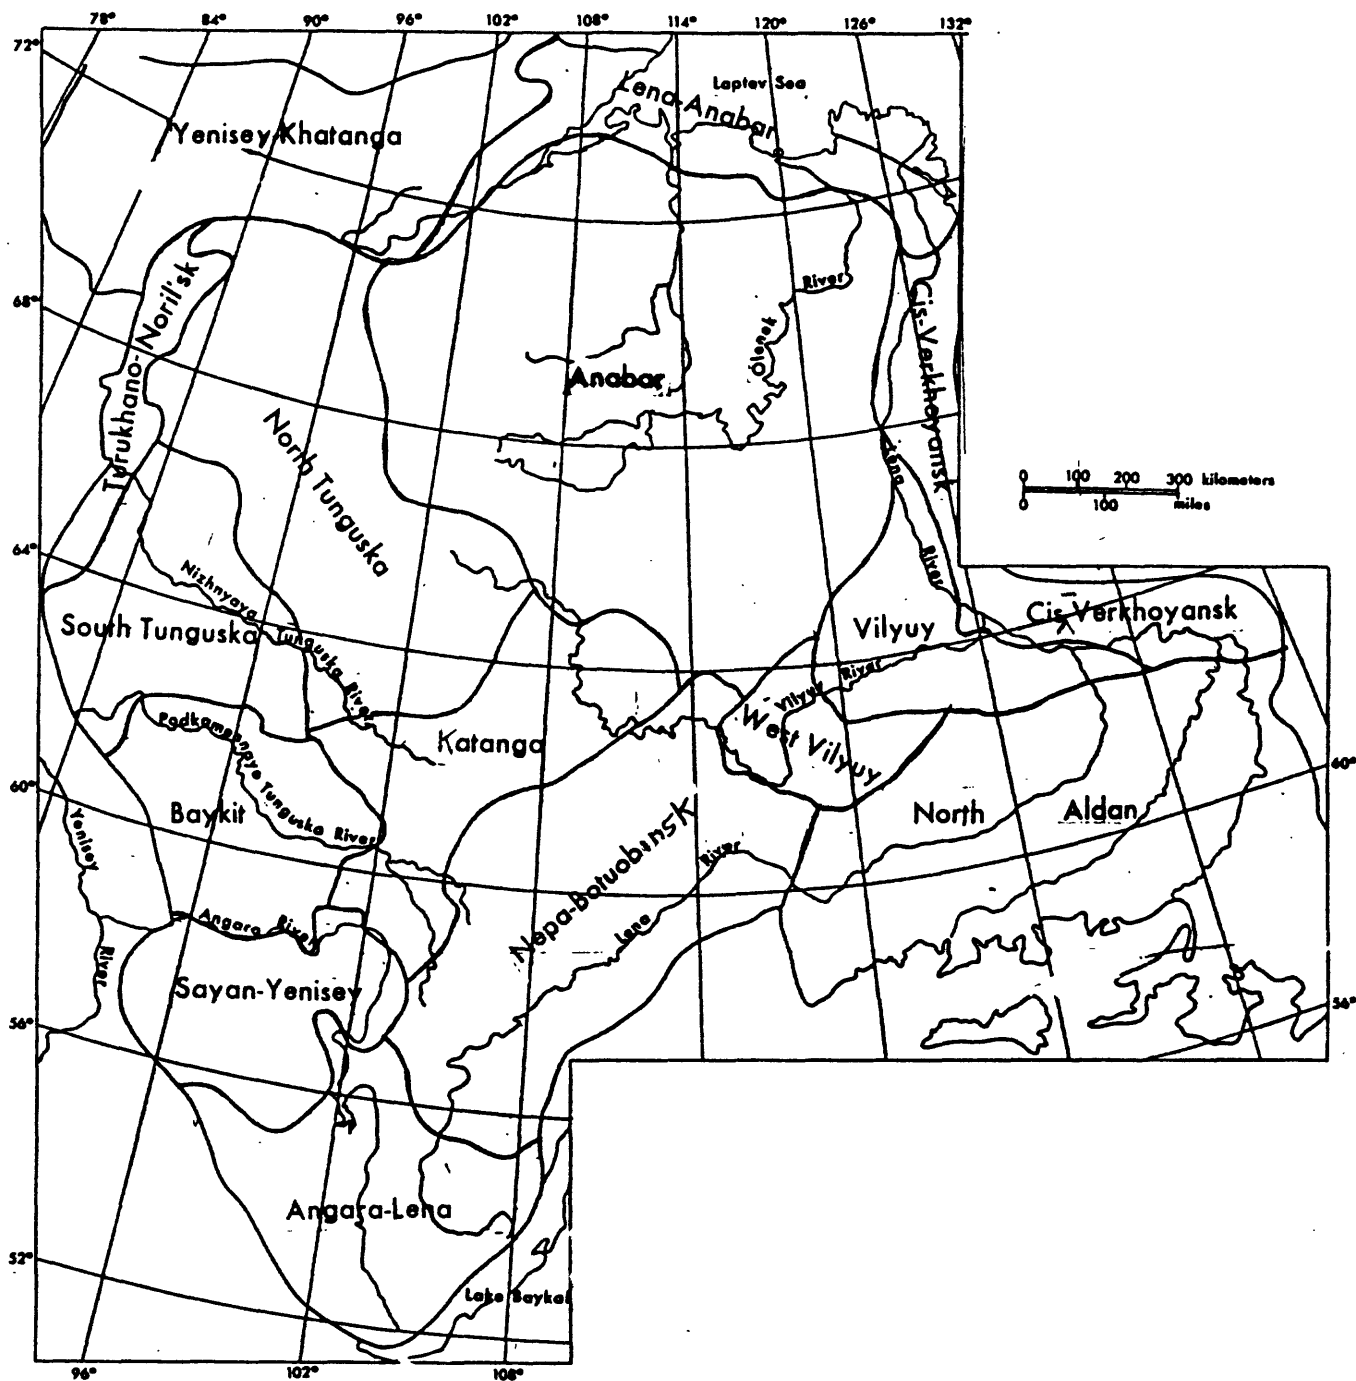 78° 84° 90° 96° 102° 108° 114° 120° 126° 132°
72°
Laptev Sea
Lena-Anabar
Yenisey-Khatanga
River
Olenek
Cis-Verkhoyansk
Turukhano-Noril'sk
68°
Anabar
North Tunguska
Lena
River
0 100 200 300 kilometers
0 100 miles
64°
Nizhnyaya Tunguska River
South Tunguska
Vilyuy
Cis-Verkhoyansk
Vilyuy River
West Vilyuy
Podkamennaya Tunguska River
Katanga
60°
60°
Baykit
North Aldan
Yenisey
River
Nepa-Botuobinsk
River
Lena
Angara River
Sayan-Yenisey
56°
56°
Angara-Lena
52°
Lake Baykal
96° 102° 108°